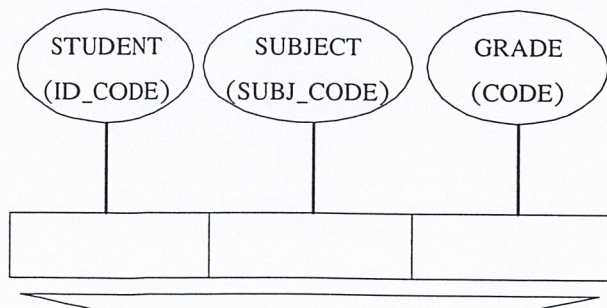 STUDENT
(ID_CODE)
SUBJECT
(SUBJ_CODE)
GRADE
(CODE)